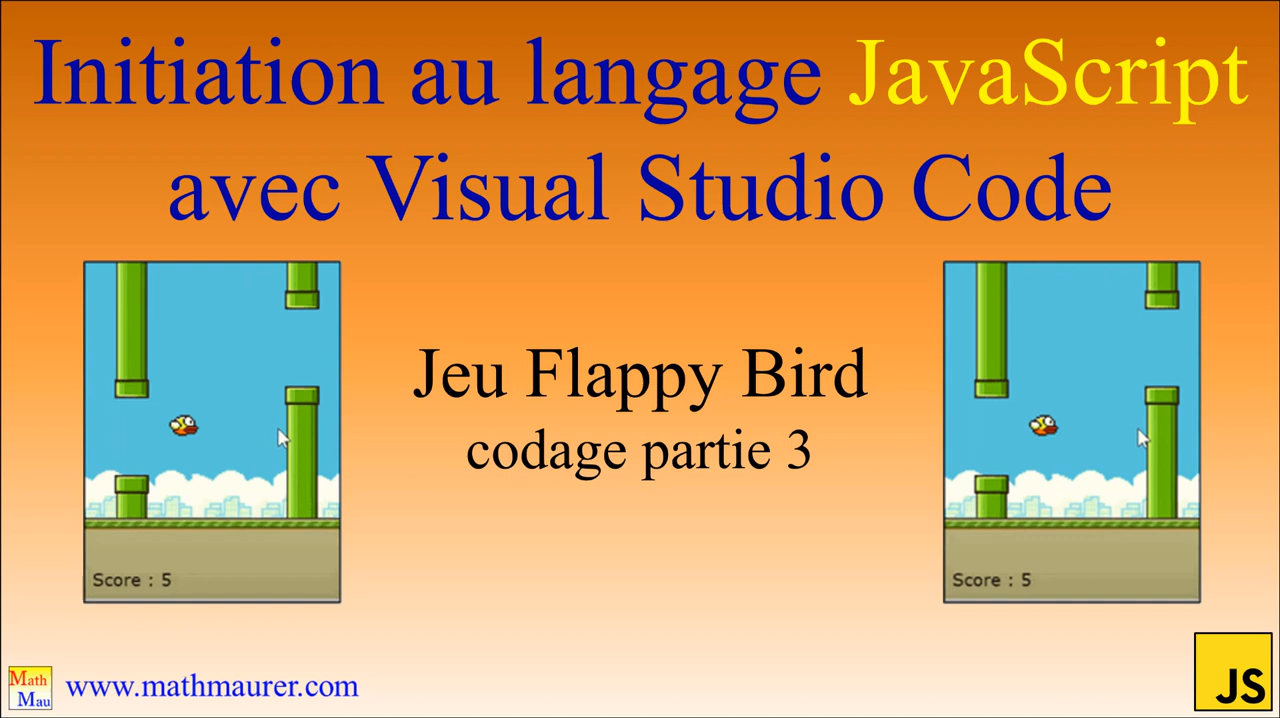 Initiation au langage JavaScript
avec Visual Studio Code
Jeu Flappy Bird
codage partie 3
Score : 5
Score : 5
Math
Mau
www.mathmaurer.com
JS